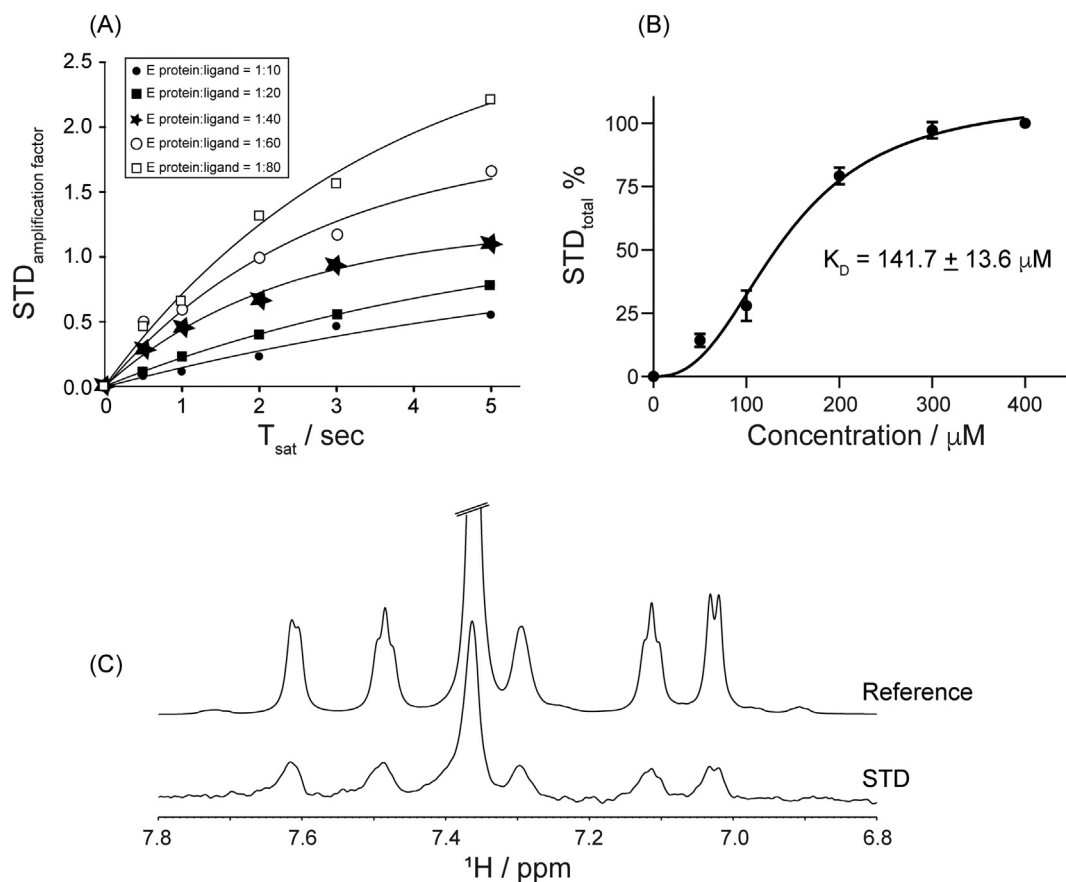 (A)
2.5
2.0
1.5
1.0
0.5
0.0
STD amplification factor
E protein:ligand = 1:10
E protein:ligand = 1:20
E protein:ligand = 1:40
E protein:ligand = 1:60
E protein:ligand = 1:80
0 1 2 3 4 5
Tsat / sec
(B)
100
75
50
25
0
STDtotal %
KD = 141.7 ± 13.6 μM
0 100 200 300 400
Concentration / μM
(C)
Reference
STD
7.8 7.6 7.4 7.2 7.0 6.8
¹H / ppm